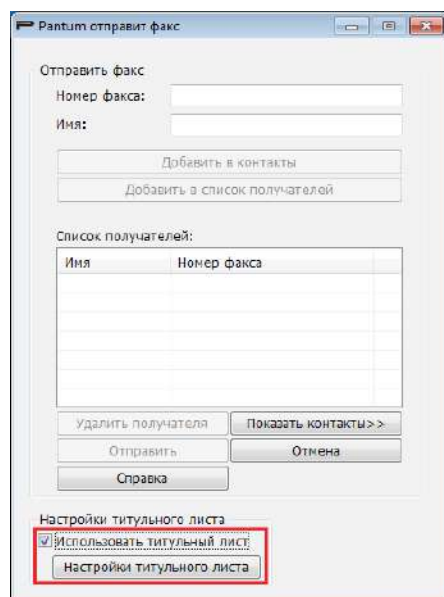 Pantum отправит факс
Отправить факс
Номер факса:
Имя:
Добавить в контакты
Добавить в список получателей
Список получателей:
Имя Номер факса
Удалить получателя Показать контакты>>
Отправить Отмена
Справка
Настройки титульного листа
Использовать титульный лист
Настройки титульного листа